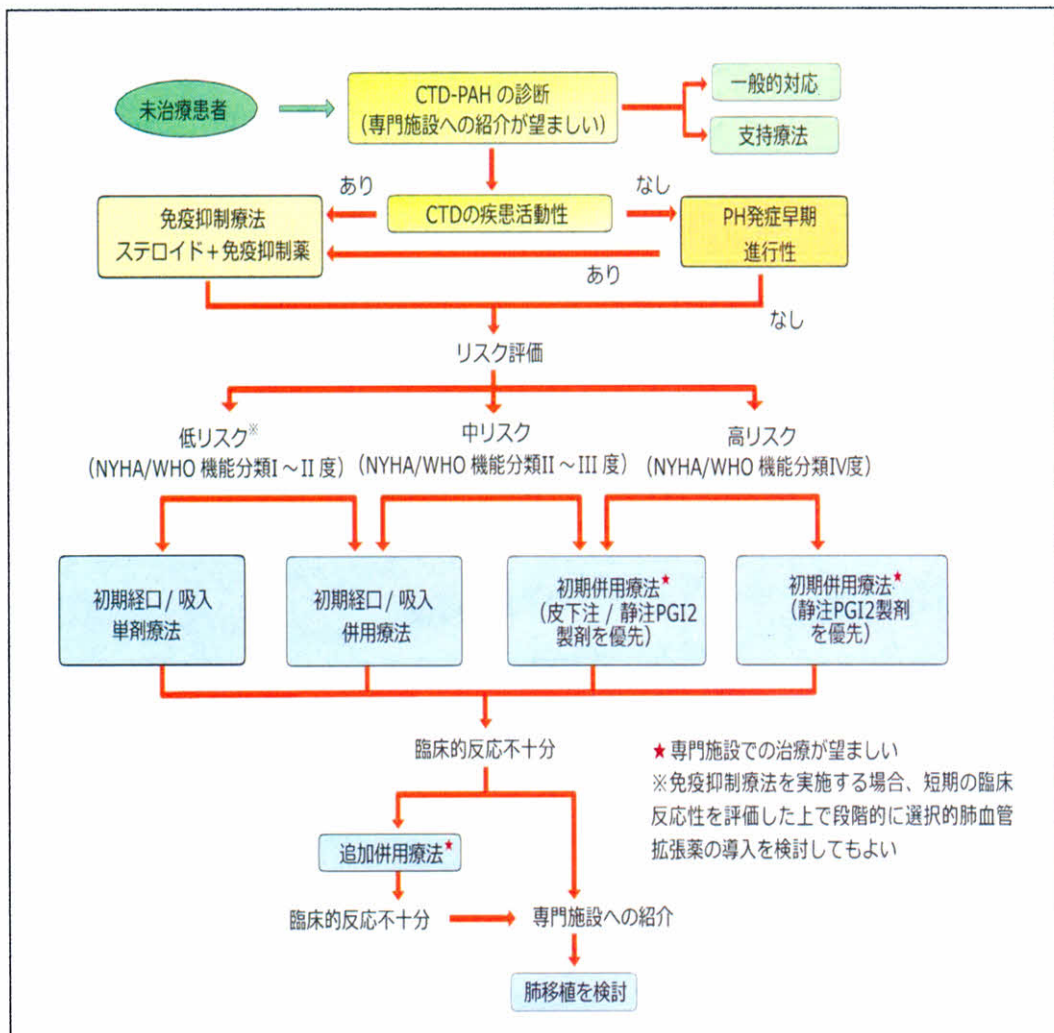 未治療患者
CTD-PAH の診断
(専門施設への紹介が望ましい)
一般的対応
支持療法
あり
なし
CTDの疾患活動性
免疫抑制療法
ステロイド+免疫抑制薬
PH発症早期
進行性
あり
なし
リスク評価
低リスク※
(NYHA/WHO 機能分類I〜II 度)
中リスク
(NYHA/WHO 機能分類II〜III 度)
高リスク
(NYHA/WHO 機能分類IV度)
初期経口/吸入
単剤療法
初期経口/吸入
併用療法
初期併用療法★
(皮下注/静注PGI2
製剤を優先)
初期併用療法★
(静注PGI2製剤
を優先)
臨床的反応不十分
★専門施設での治療が望ましい
※免疫抑制療法を実施する場合、短期の臨床
反応性を評価した上で段階的に選択的肺血管
拡張薬の導入を検討してもよい
追加併用療法★
臨床的反応不十分
専門施設への紹介
肺移植を検討